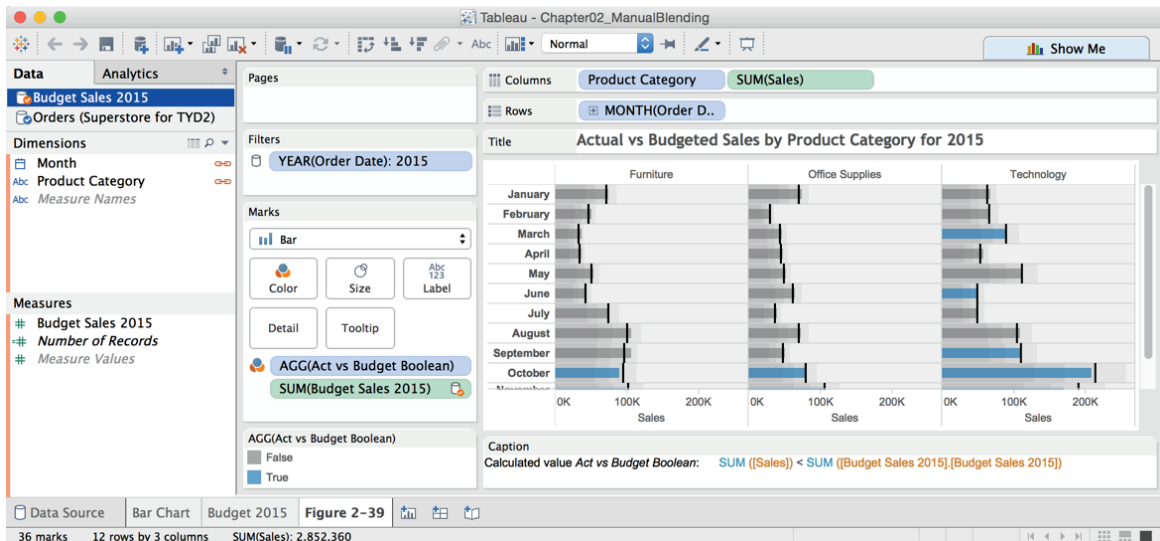 Tableau - Chapter02_ManualBlending
Abc Normal Show Me
Data Analytics
Budget Sales 2015
Orders (Superstore for TYD2)
Dimensions
Month
Abc Product Category
Abc Measure Names
Measures
Budget Sales 2015
Number of Records
Measure Values
Pages
Filters
YEAR(Order Date): 2015
Marks
Bar
Color Size Abc 123 Label
Detail Tooltip
AGG(Act vs Budget Boolean)
SUM(Budget Sales 2015)
AGG(Act vs Budget Boolean)
False
True
Columns Product Category SUM(Sales)
Rows MONTH(Order D..
Title Actual vs Budgeted Sales by Product Category for 2015
Furniture Office Supplies Technology
January
February
March
April
May
June
July
August
September
October
November
0K 100K 200K 0K 100K 200K 0K 100K 200K
Sales Sales Sales
Caption
Calculated value Act vs Budget Boolean: SUM ([Sales]) < SUM ([Budget Sales 2015].[Budget Sales 2015])
Data Source Bar Chart Budget 2015 Figure 2-39
36 marks 12 rows by 3 columns SUM(Sales): 2,852,360